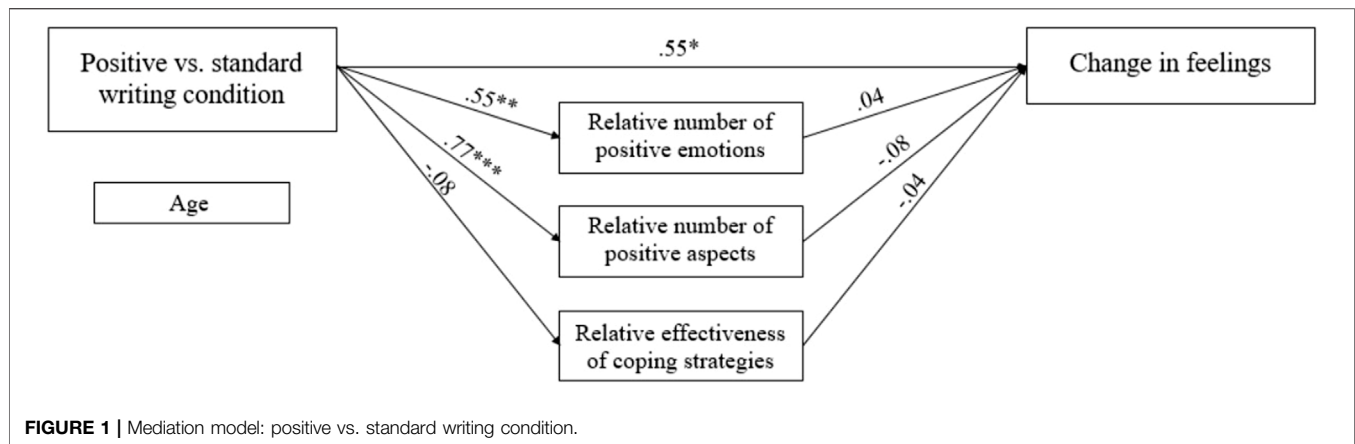 Positive vs. standard
writing condition
.55*
Change in feelings
.55**
.04
Relative number of
positive emotions
.77***
-.08
Age
Relative number of
positive aspects
-.08
-.04
Relative effectiveness
of coping strategies
FIGURE 1 | Mediation model: positive vs. standard writing condition.